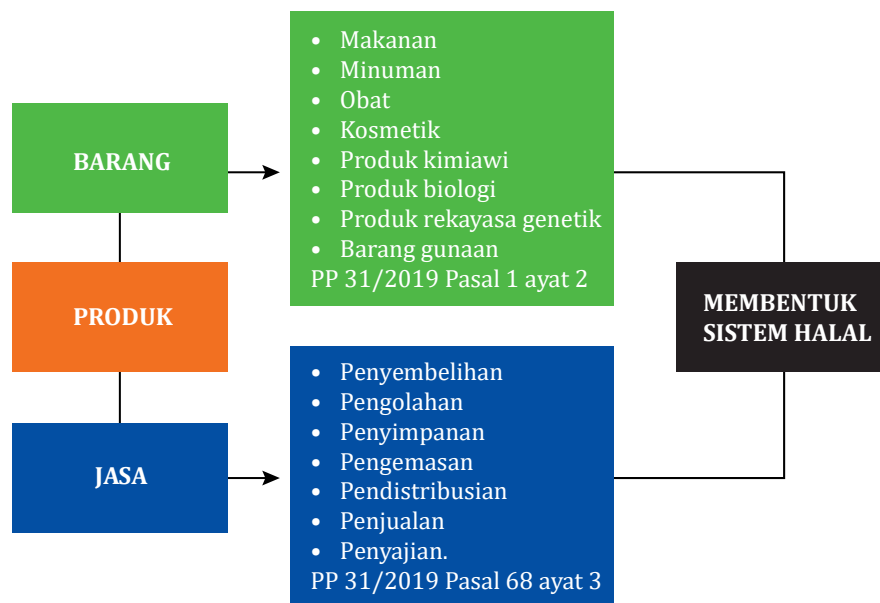 BARANG
• Makanan
• Minuman
• Obat
• Kosmetik
• Produk kimiawi
• Produk biologi
• Produk rekayasa genetik
• Barang gunaan
PP 31/2019 Pasal 1 ayat 2
PRODUK
MEMBENTUK
SISTEM HALAL
JASA
• Penyembelihan
• Pengolahan
• Penyimpanan
• Pengemasan
• Pendistribusian
• Penjualan
• Penyajian.
PP 31/2019 Pasal 68 ayat 3